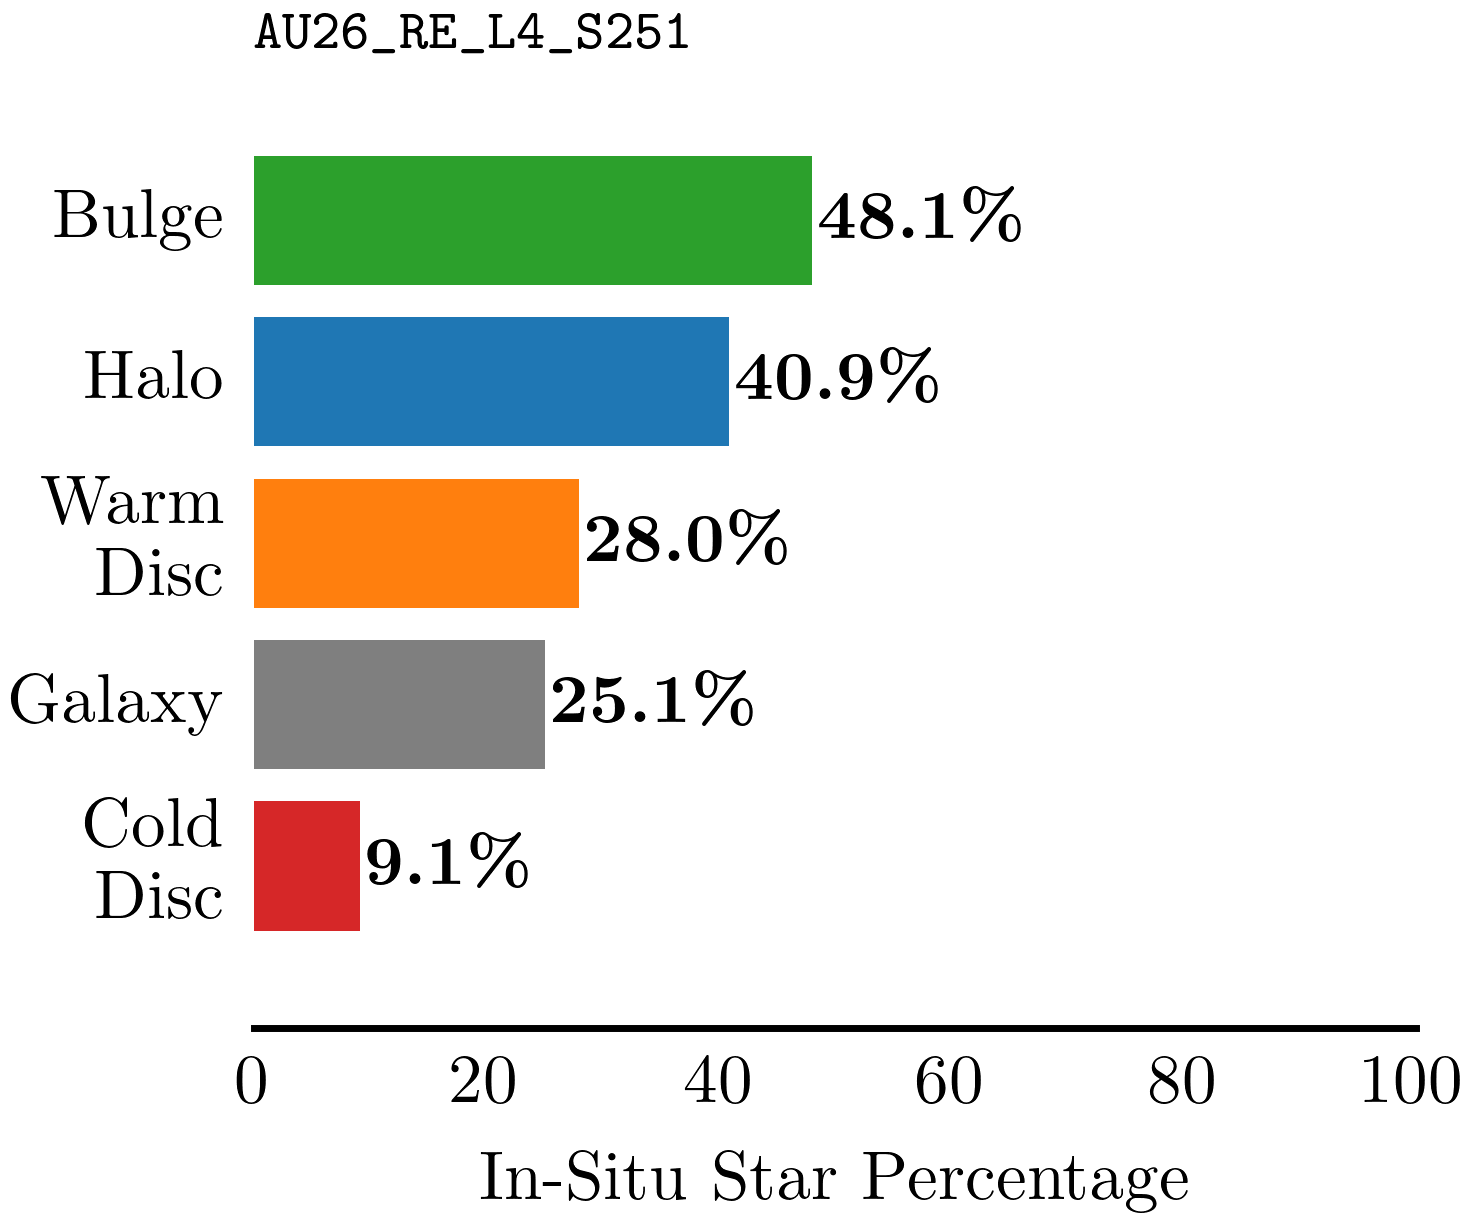 AU26_RE_L4_S251
Bulge
48.1%
Halo
40.9%
Warm
Disc
28.0%
Galaxy
25.1%
Cold
Disc
9.1%
0 20 40 60 80 100
In-Situ Star Percentage